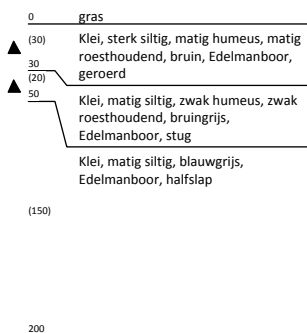 0 gras
(30) Klei, sterk siltig, matig humeus, matig
roesthoudend, bruin, Edelmanboor,
30 geroerd
(20)
50 Klei, matig siltig, zwak humeus, zwak
roesthoudend, bruingrijs,
Edelmanboor, stug
Klei, matig siltig, blauwgrijs,
Edelmanboor, halfslap
(150)
200